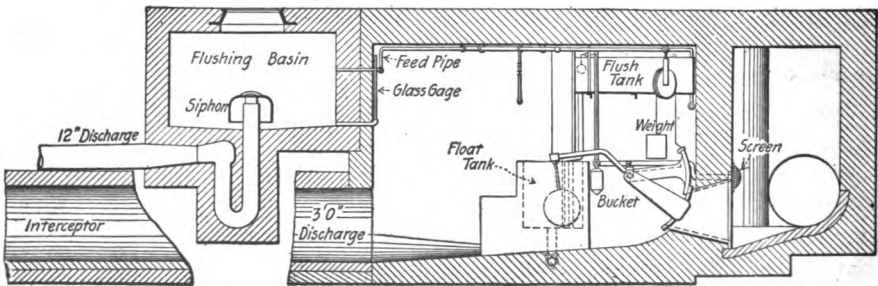 Flushing Basin
Siphon
12" Discharge
Interceptor
3'0"
Discharge
Feed Pipe
Glass Gage
Float
Tank
Flush
Tank
Weight
Bucket
Screen